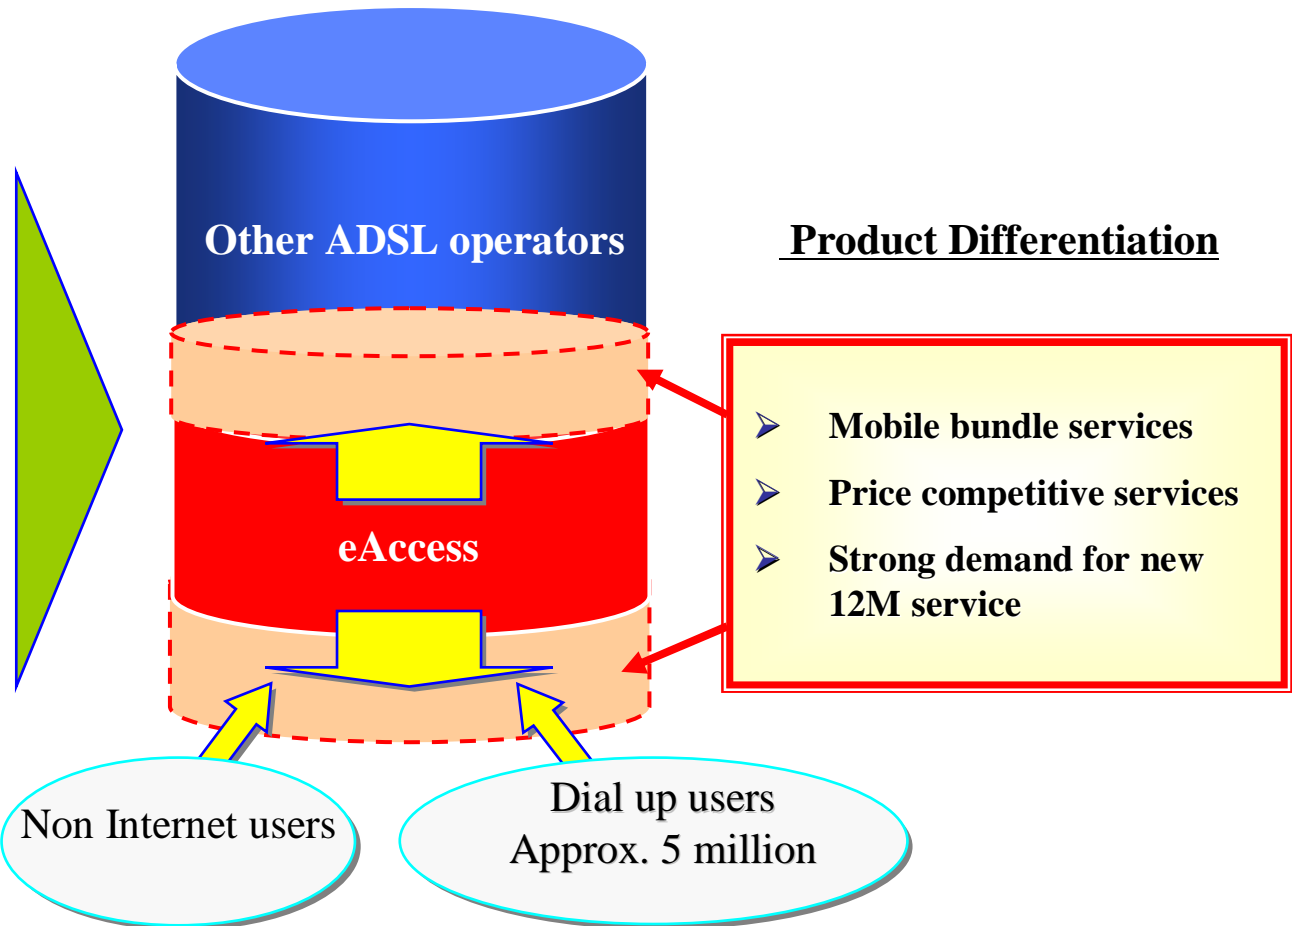 Other ADSL operators
Product Differentiation
Mobile bundle services
Price competitive services
Strong demand for new
12M service
eAccess
Non Internet users
Dial up users
Approx. 5 million